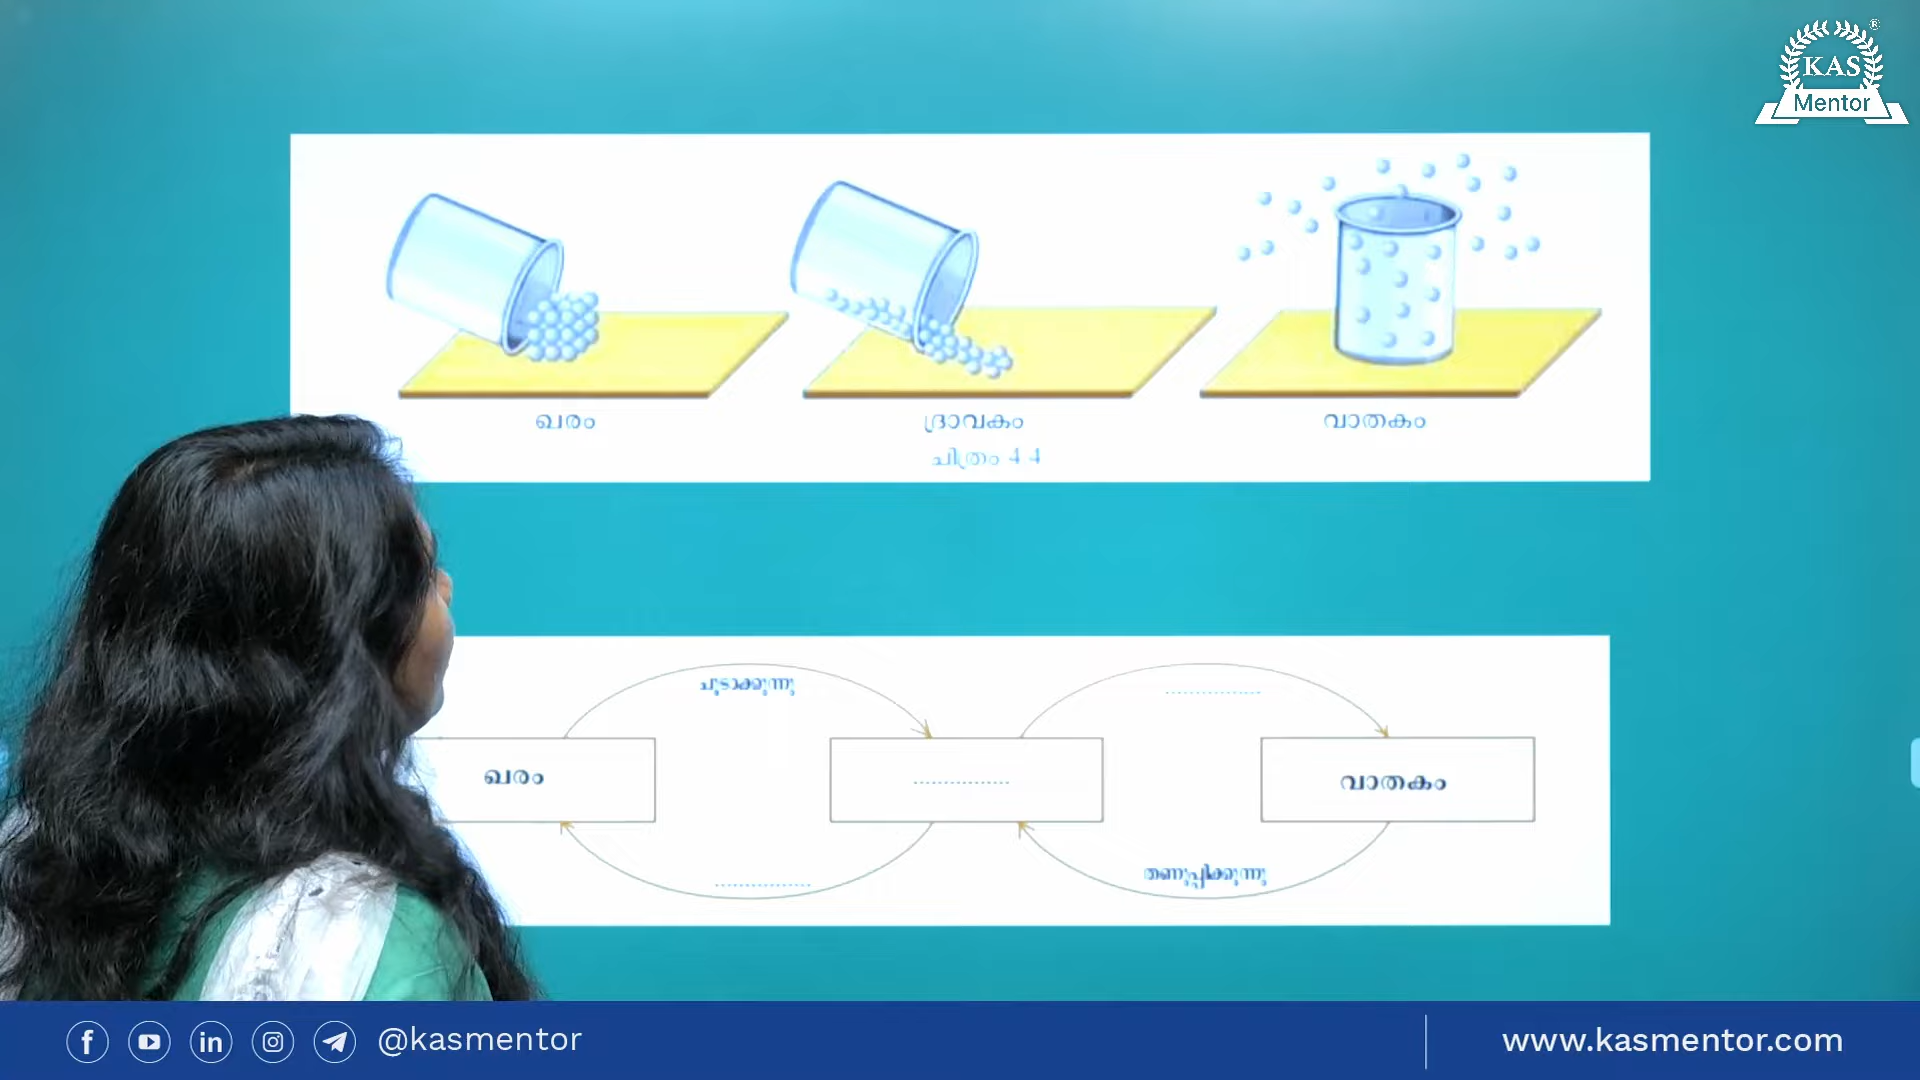 KAS
Mentor
ഖരം
ദ്രാവകം
വാതകം
ചിത്രം 4.4
ചൂടാക്കുന്നു
....................
ഖരം
....................
വാതകം
....................
തണുപ്പിക്കുന്നു
@kasmentor
www.kasmentor.com